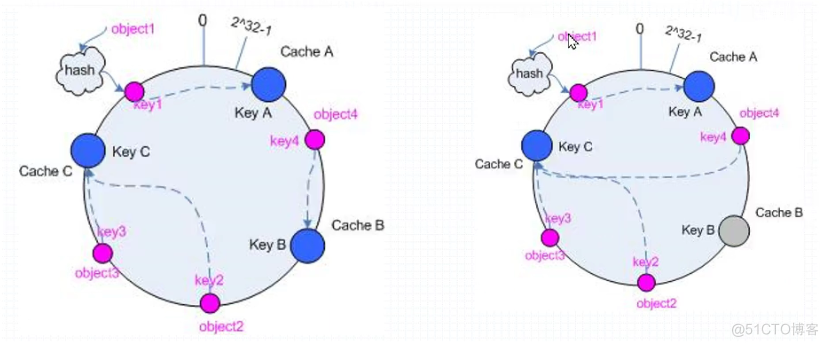 object1
0
2^32-1
hash
Cache A
key1
Key A
object4
key4
Key C
Cache C
Cache B
Key B
key3
object3
key2
object2
object1
0
2^32-1
hash
Cache A
key1
Key A
object4
key4
Key C
Cache C
Cache B
Key B
key3
object3
key2
object2
@51CTO博客